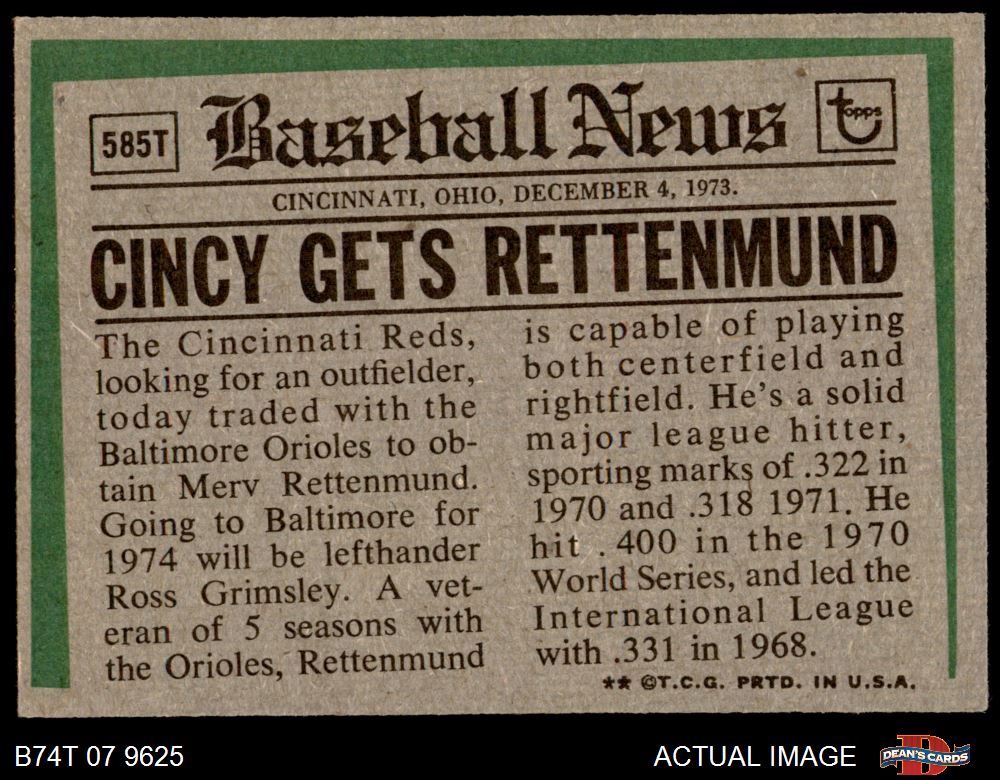 585T
Baseball News
topps
CINCINNATI, OHIO, DECEMBER 4, 1973.
CINCY GETS RETTENMUND
The Cincinnati Reds,
looking for an outfielder,
today traded with the
Baltimore Orioles to ob-
tain Merv Rettenmund.
Going to Baltimore for
1974 will be lefthander
Ross Grimsley. A vet-
eran of 5 seasons with
the Orioles, Rettenmund
is capable of playing
both centerfield and
rightfield. He's a solid
major league hitter,
sporting marks of .322 in
1970 and .318 1971. He
hit .400 in the 1970
World Series, and led the
International League
with .331 in 1968.
** ©T.C.G. PRTD. IN U.S.A.
B74T 07 9625
ACTUAL IMAGE
D
DEAN'S CARDS